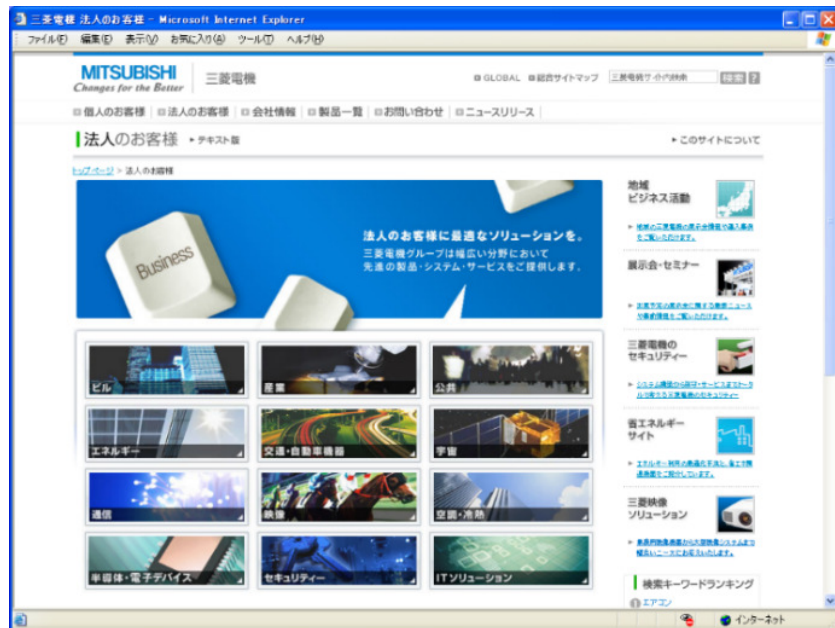 三菱電機 法人のお客様 - Microsoft Internet Explorer
ファイル(F) 編集(E) 表示(V) お気に入り(A) ツール(T) ヘルプ(H)
MITSUBISHI
Changes for the Better
三菱電機
GLOBAL 総合サイトマップ 検索 ?
個人のお客様 法人のお客様 会社情報 製品一覧 お問い合わせ ニュースリリース
法人のお客様 テキスト版 このサイトについて
トップページ > 法人のお客様
Business
法人のお客様に最適なソリューションを。
三菱電機グループは幅広い分野において
先進の製品・システム・サービスをご提供します。
ビル 産業 公共
エネルギー 交通・自動車機器 宇宙
通信 映像 空調・冷熱
半導体・電子デバイス セキュリティー ITソリューション
地域
ビジネス活動
をご覧いただけます。
展示会・セミナー
三菱電機の
セキュリティー
省エネルギー
サイト
三菱映像
ソリューション
検索キーワードランキング
1 エアコン
インターネット